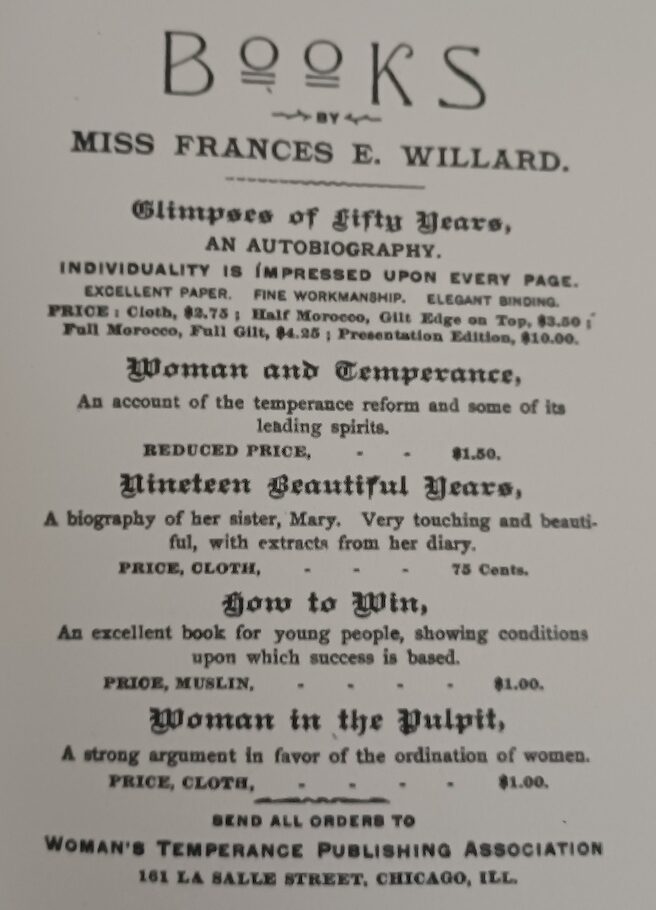 BOOKS
BY
MISS FRANCES E. WILLARD.
Glimpses of Fifty Years,
AN AUTOBIOGRAPHY.
INDIVIDUALITY IS IMPRESSED UPON EVERY PAGE.
EXCELLENT PAPER. FINE WORKMANSHIP. ELEGANT BINDING.
PRICE: Cloth, $2.75; Half Morocco, Gilt Edge on Top, $3.50;
Full Morocco, Full Gilt, $4.25; Presentation Edition, $10.00.
Woman and Temperance,
An account of the temperance reform and some of its
leading spirits.
REDUCED PRICE, - - $1.50.
Nineteen Beautiful Years,
A biography of her sister, Mary. Very touching and beauti-
ful, with extracts from her diary.
PRICE, CLOTH, - - - 75 Cents.
How to Win,
An excellent book for young people, showing conditions
upon which success is based.
PRICE, MUSLIN, - - - - $1.00.
Woman in the Pulpit,
A strong argument in favor of the ordination of women.
PRICE, CLOTH, - - - - $1.00.
SEND ALL ORDERS TO
WOMAN'S TEMPERANCE PUBLISHING ASSOCIATION
161 LA SALLE STREET, CHICAGO, ILL.